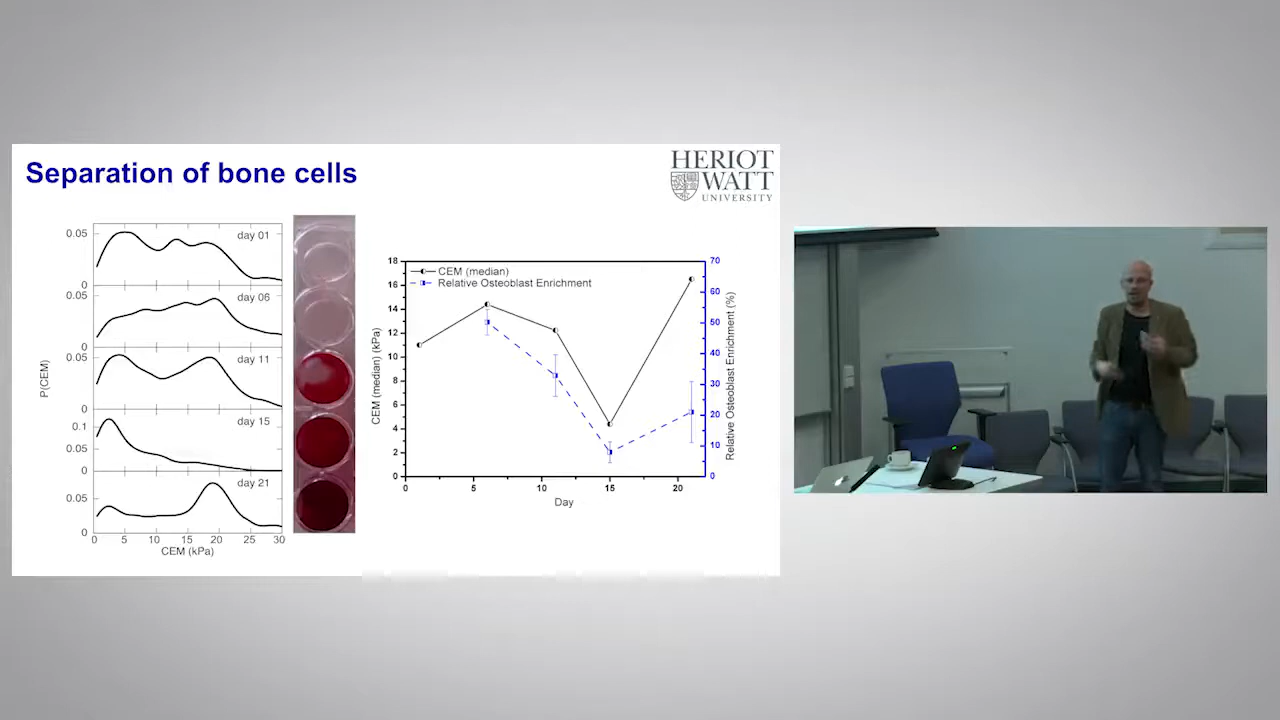 Separation of bone cells
HERIOT
WATT
UNIVERSITY
P(CEM)
0.05
0
day 01
0.05
0
day 06
0.05
0
day 11
0.1
0.05
0
day 15
0.05
0
day 21
0 5 10 15 20 25 30
CEM (kPa)
CEM (median)
Relative Osteoblast Enrichment
CEM (median) (kPa)
18
16
14
12
10
8
6
4
2
0
0 5 10 15 20
Day
70
60
50
40
30
20
10
0
Relative Osteoblast Enrichment (%)